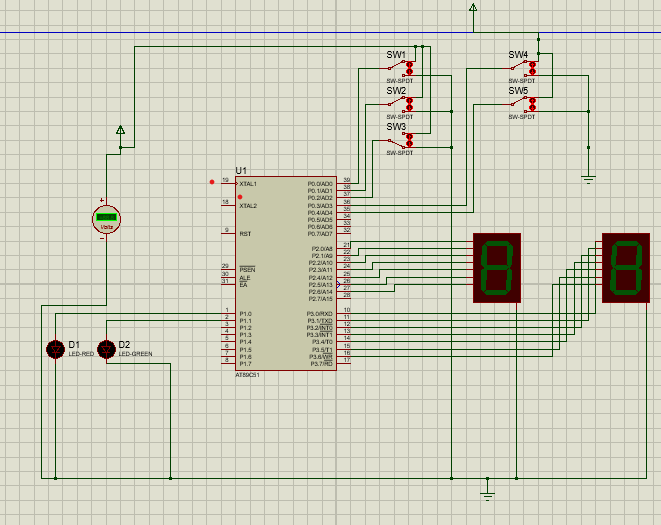 SW1
SW-SPDT
SW2
SW-SPDT
SW3
SW-SPDT
SW4
SW-SPDT
SW5
SW-SPDT
U1
19 XTAL1
18 XTAL2
9 RST
29 PSEN
30 ALE
31 EA
1 P1.0
2 P1.1
3 P1.2
4 P1.3
5 P1.4
6 P1.5
7 P1.6
8 P1.7
P0.0/AD0 39
P0.1/AD1 38
P0.2/AD2 37
P0.3/AD3 36
P0.4/AD4 35
P0.5/AD5 34
P0.6/AD6 33
P0.7/AD7 32
P2.0/A8 21
P2.1/A9 22
P2.2/A10 23
P2.3/A11 24
P2.4/A12 25
P2.5/A13 26
P2.6/A14 27
P2.7/A15 28
P3.0/RXD 10
P3.1/TXD 11
P3.2/INT0 12
P3.3/INT1 13
P3.4/T0 14
P3.5/T1 15
P3.6/WR 16
P3.7/RD 17
AT89C51
+
Volts
−
D1
LED-RED
D2
LED-GREEN